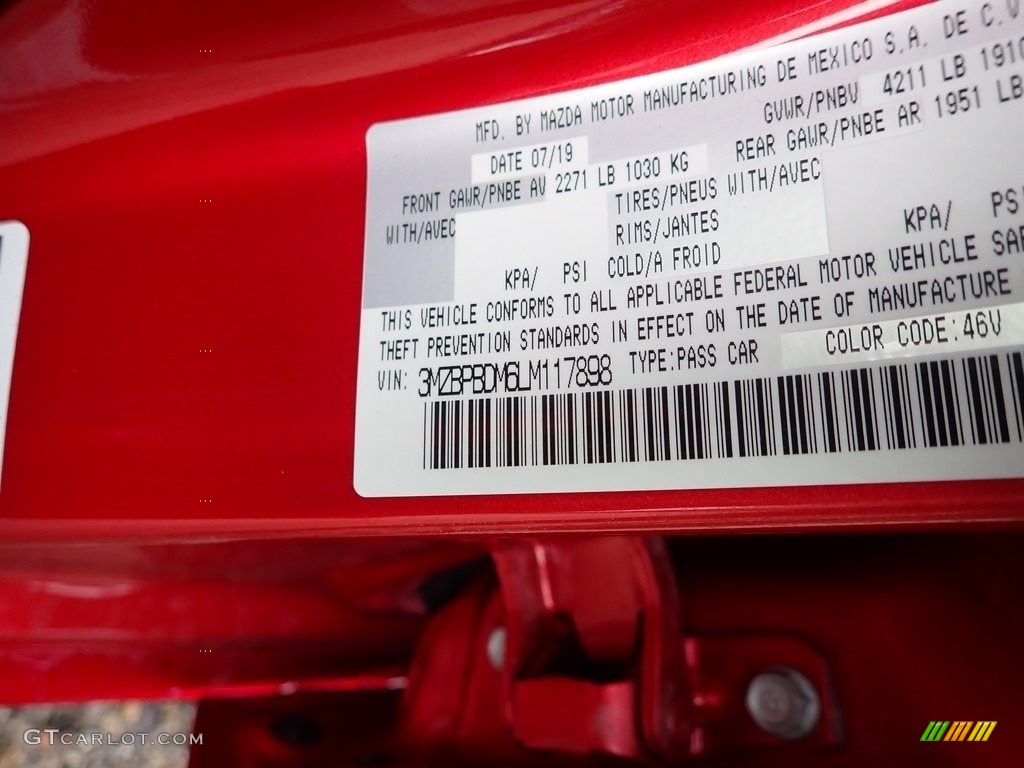 MFD. BY MAZDA MOTOR MANUFACTURING DE MEXICO S.A. DE C.V
DATE 07/19 GVWR/PNBV 4211 LB 1910
FRONT GAWR/PNBE AV 2271 LB 1030 KG REAR GAWR/PNBE AR 1951 LB
WITH/AVEC TIRES/PNEUS WITH/AVEC
RIMS/JANTES
KPA/ PSI COLD/A FROID KPA/ PSI
THIS VEHICLE CONFORMS TO ALL APPLICABLE FEDERAL MOTOR VEHICLE SAF
THEFT PREVENTION STANDARDS IN EFFECT ON THE DATE OF MANUFACTURE
VIN: 3MZBPBDM6LM117898 TYPE:PASS CAR COLOR CODE:46V
GTCARLOT.COM